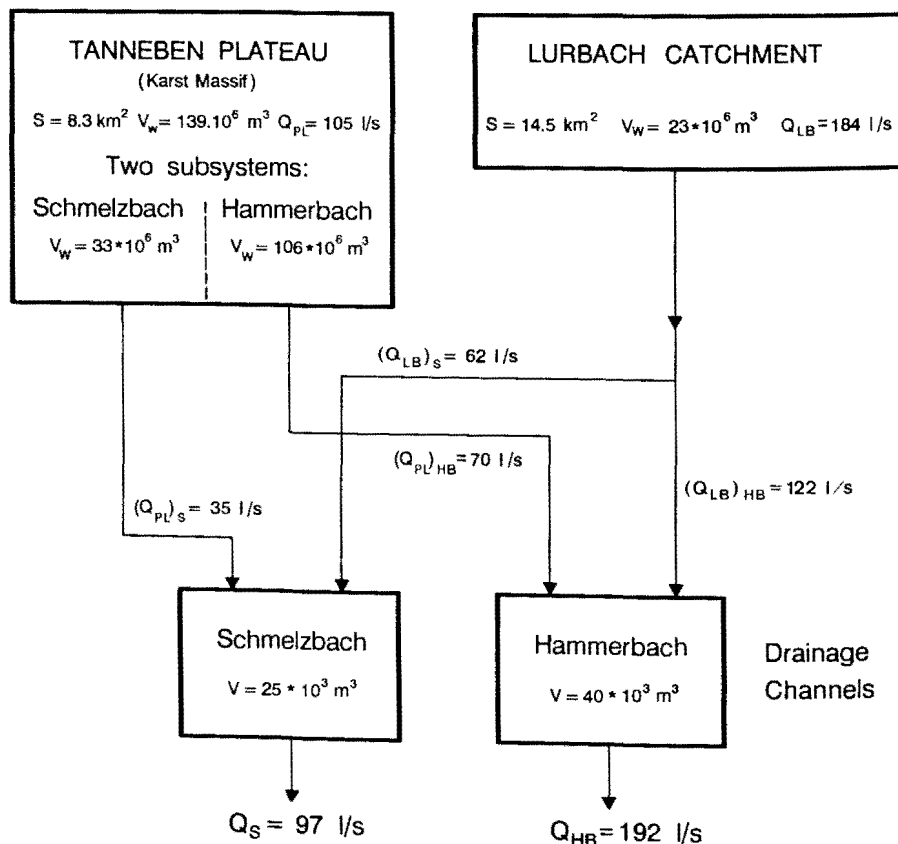 TANNEBEN PLATEAU
(Karst Massif)
S = 8.3 km² V_W = 139.10⁶ m³ Q_PL = 105 l/s
Two subsystems:
Schmelzbach Hammerbach
V_W = 33*10⁶ m³ V_W = 106*10⁶ m³
LURBACH CATCHMENT
S = 14.5 km² V_W = 23*10⁶ m³ Q_LB = 184 l/s
(Q_LB)_S = 62 l/s
(Q_PL)_HB = 70 l/s
(Q_LB)_HB = 122 l/s
(Q_PL)_S = 35 l/s
Schmelzbach
V = 25 * 10³ m³
Hammerbach
V = 40 * 10³ m³
Drainage
Channels
Q_S = 97 l/s
Q_HB = 192 l/s